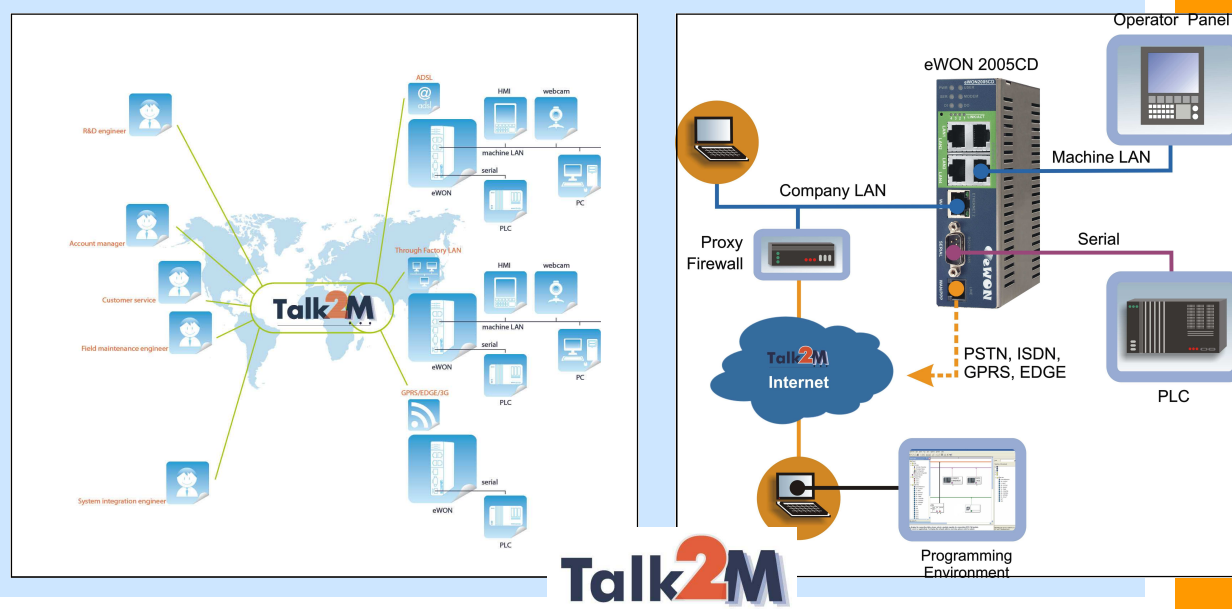 R&D engineer
Account manager
Customer service
Field maintenance engineer
System integration engineer
Talk2M
ADSL
@
adsl
HMI
webcam
machine LAN
serial
eWON
PC
PLC
Through Factory LAN
HMI
webcam
machine LAN
serial
eWON
PC
PLC
GPRS/EDGE/3G
serial
eWON
PLC
Operator Panel
eWON 2005CD
Machine LAN
Company LAN
Proxy
Firewall
Serial
SERIAL
eWON
Talk2M
Internet
PSTN, ISDN,
GPRS, EDGE
PLC
Programming
Environment
Talk2M